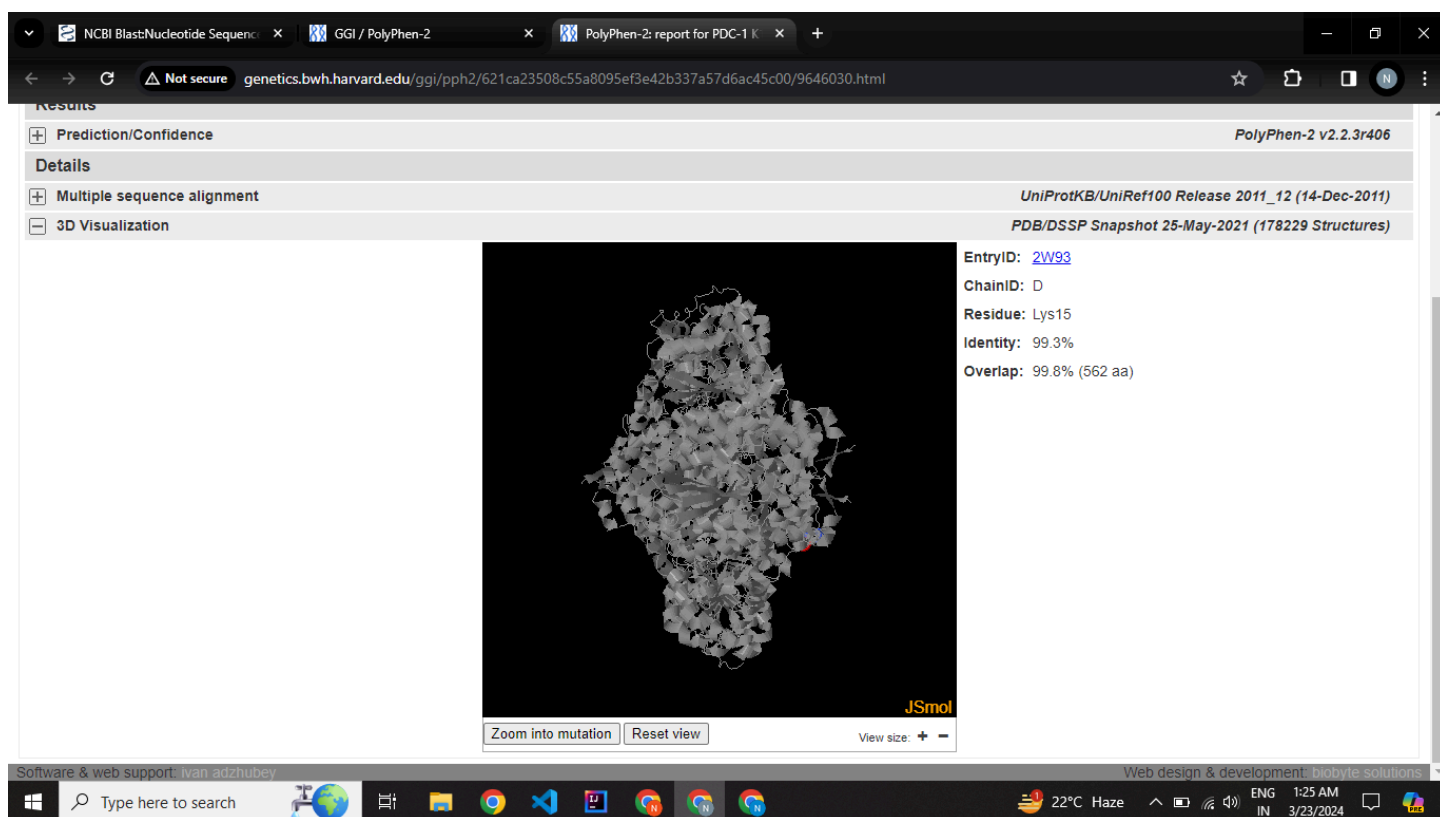 NCBI Blast:Nucleotide Sequenc
GGI / PolyPhen-2
PolyPhen-2: report for PDC-1 K
Not secure genetics.bwh.harvard.edu/ggi/pph2/621ca23508c55a8095ef3e42b337a57d6ac45c00/9646030.html
N
Results
Prediction/Confidence PolyPhen-2 v2.2.3r406
Details
Multiple sequence alignment UniProtKB/UniRef100 Release 2011_12 (14-Dec-2011)
3D Visualization PDB/DSSP Snapshot 25-May-2021 (178229 Structures)
EntryID: 2W93
ChainID: D
Residue: Lys15
Identity: 99.3%
Overlap: 99.8% (562 aa)
JSmol
Zoom into mutation Reset view View size: + −
Software & web support: ivan adzhubey Web design & development: biobyte solutions
Type here to search 22°C Haze ENG 1:25 AM
IN 3/23/2024